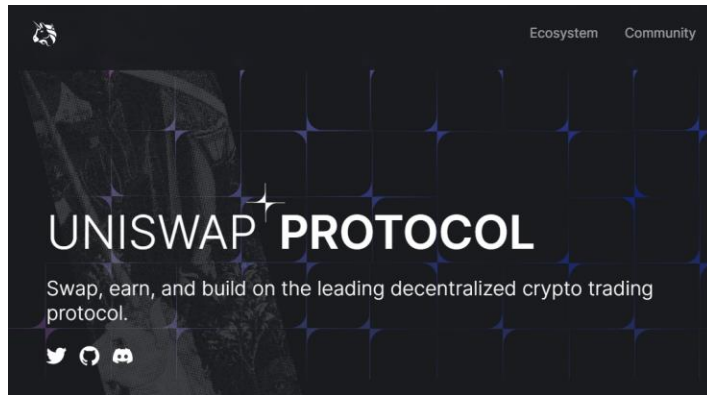 Ecosystem Community
UNISWAP PROTOCOL
Swap, earn, and build on the leading decentralized crypto trading
protocol.